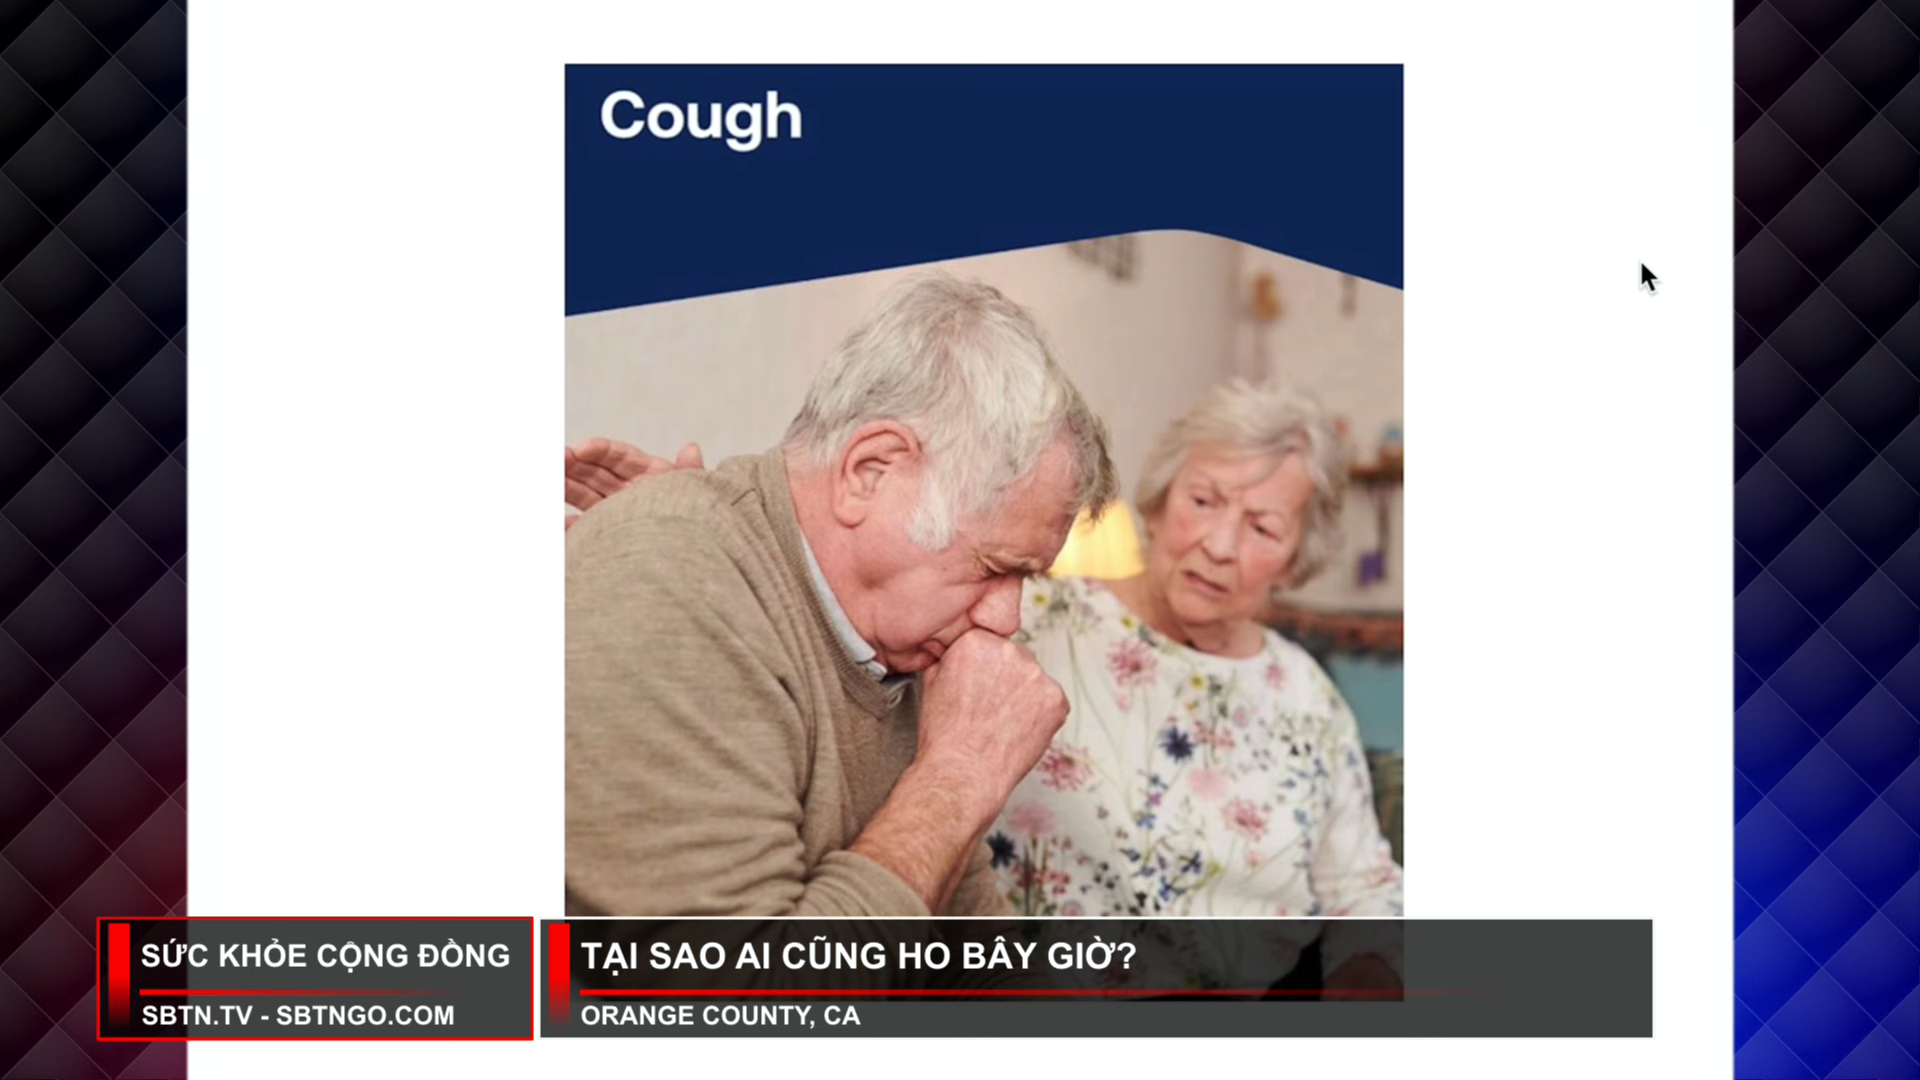 Cough
SỨC KHỎE CỘNG ĐỒNG
SBTN.TV - SBTNGO.COM
TẠI SAO AI CŨNG HO BÂY GIỜ?
ORANGE COUNTY, CA